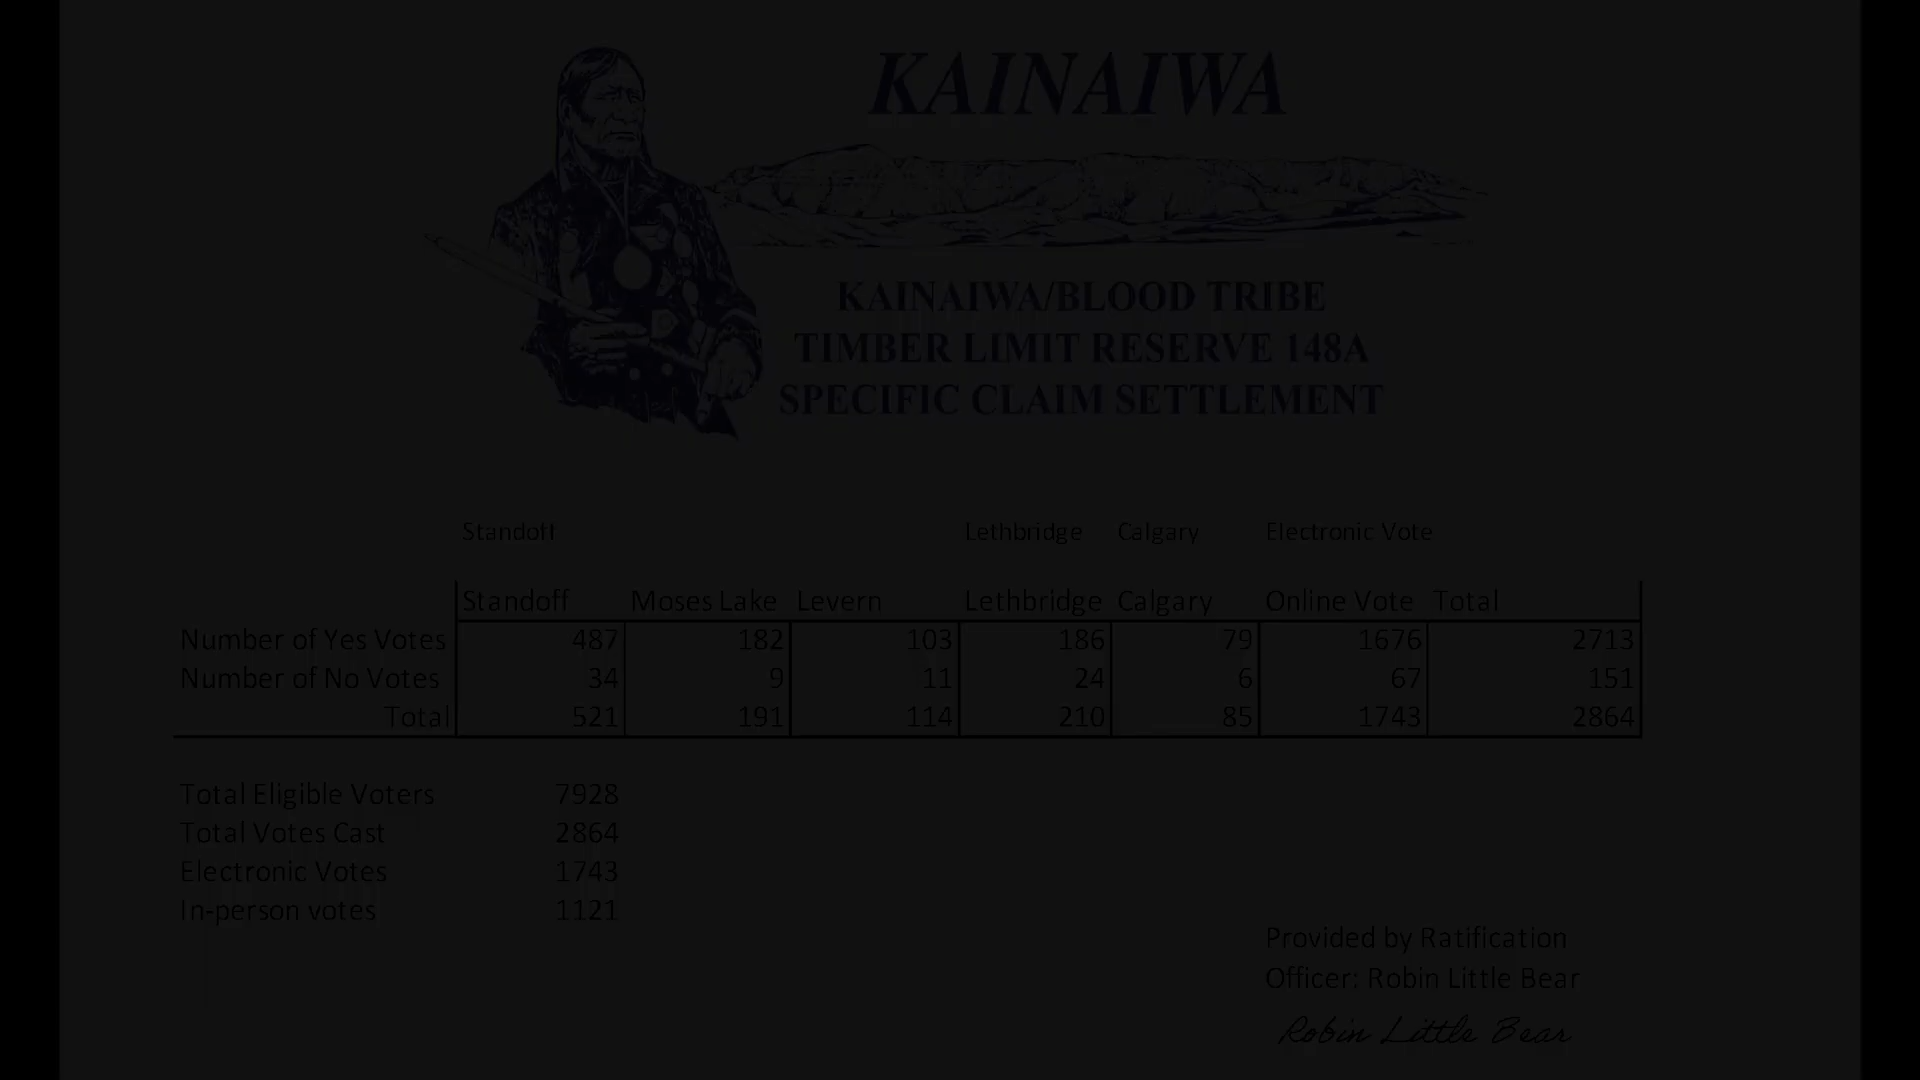 KAINAIWA
KAINAIWA/BLOOD TRIBE
TIMBER LIMIT RESERVE 148A
SPECIFIC CLAIM SETTLEMENT
Standoff Lethbridge Calgary Electronic Vote
Standoff Moses Lake Levern Lethbridge Calgary Online Vote Total
Number of Yes Votes 487 182 103 186 79 1676 2713
Number of No Votes 34 9 11 24 6 67 151
Total 521 191 114 210 85 1743 2864
Total Eligible Voters 7928
Total Votes Cast 2864
Electronic Votes 1743
In-person votes 1121
Provided by Ratification
Officer: Robin Little Bear
Robin Little Bear